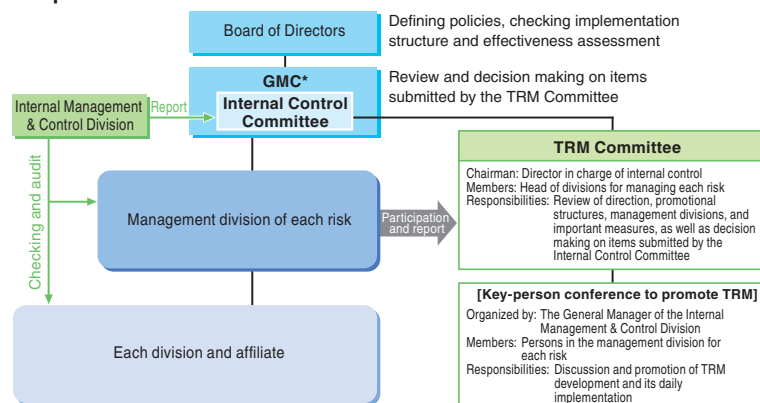 Board of Directors
Defining policies, checking implementation
structure and effectiveness assessment
GMC*
Internal Control
Committee
Review and decision making on items
submitted by the TRM Committee
Internal Management
& Control Division
Report
Checking and audit
Management division of each risk
Participation
and report
Each division and affiliate
TRM Committee
Chairman: Director in charge of internal control
Members: Head of divisions for managing each risk
Responsibilities: Review of direction, promotional
structures, management divisions, and
important measures, as well as decision
making on items submitted by the
Internal Control Committee
[Key-person conference to promote TRM]
Organized by: The General Manager of the Internal
Management & Control Division
Members: Persons in the management division for
each risk
Responsibilities: Discussion and promotion of TRM
development and its daily
implementation